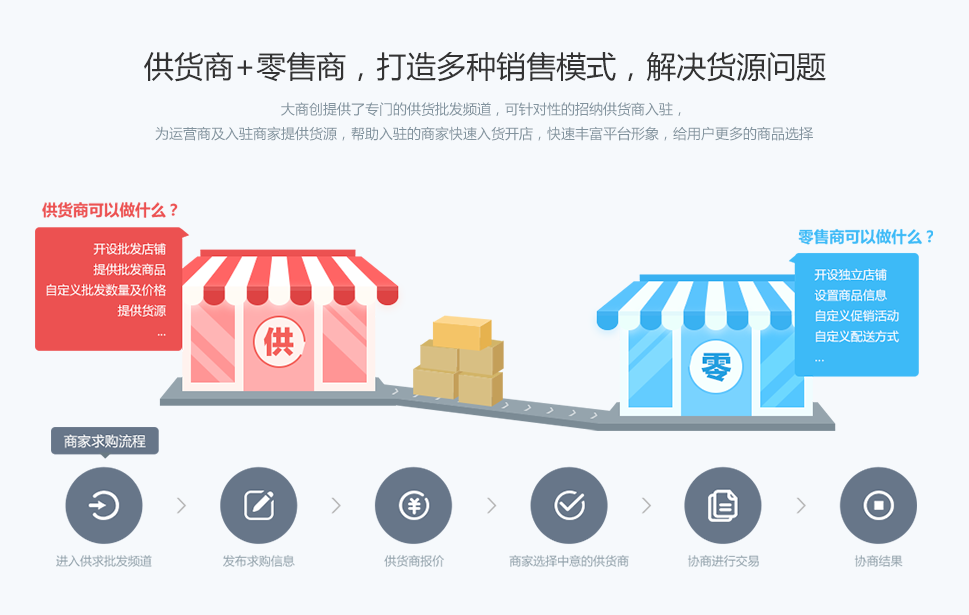 供货商+零售商，打造多种销售模式，解决货源问题
大商创提供了专门的供货批发频道，可针对性的招纳供货商入驻，
为运营商及入驻商家提供货源，帮助入驻的商家快速入货开店，快速丰富平台形象，给用户更多的商品选择
供货商可以做什么？
开设批发店铺
提供批发商品
自定义批发数量及价格
提供货源
...
供
零售商可以做什么？
开设独立店铺
设置商品信息
自定义促销活动
自定义配送方式
...
零
商家求购流程
进入供求批发频道
发布求购信息
供货商报价
商家选择中意的供货商
协商进行交易
协商结果